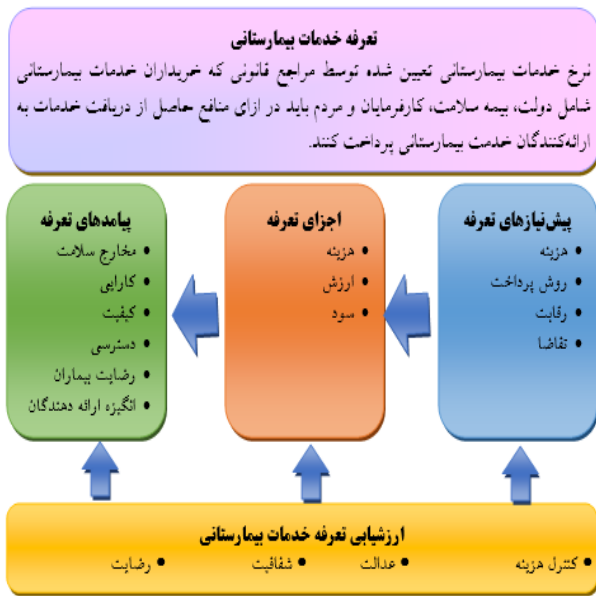 تعرفه خدمات بیمارستانی
نرخ خدمات بیمارستانی تعیین شده توسط مراجع قانونی که خریداران خدمات بیمارستانی
شامل دولت، بیمه سلامت، کارفرمایان و مردم باید در ازای منافع حاصل از دریافت خدمات به
ارائه‌کنندگان خدمت بیمارستانی پرداخت کنند.
پیش‌نیازهای تعرفه
• هزینه
• روش پرداخت
• رقابت
• تقاضا
اجزای تعرفه
• هزینه
• ارزش
• سود
پیامدهای تعرفه
• مخارج سلامت
• کارایی
• کیفیت
• دسترسی
• رضایت بیماران
• انگیزه ارائه دهندگان
ارزشیابی تعرفه خدمات بیمارستانی
• کنترل هزینه • عدالت • شفافیت • رضایت